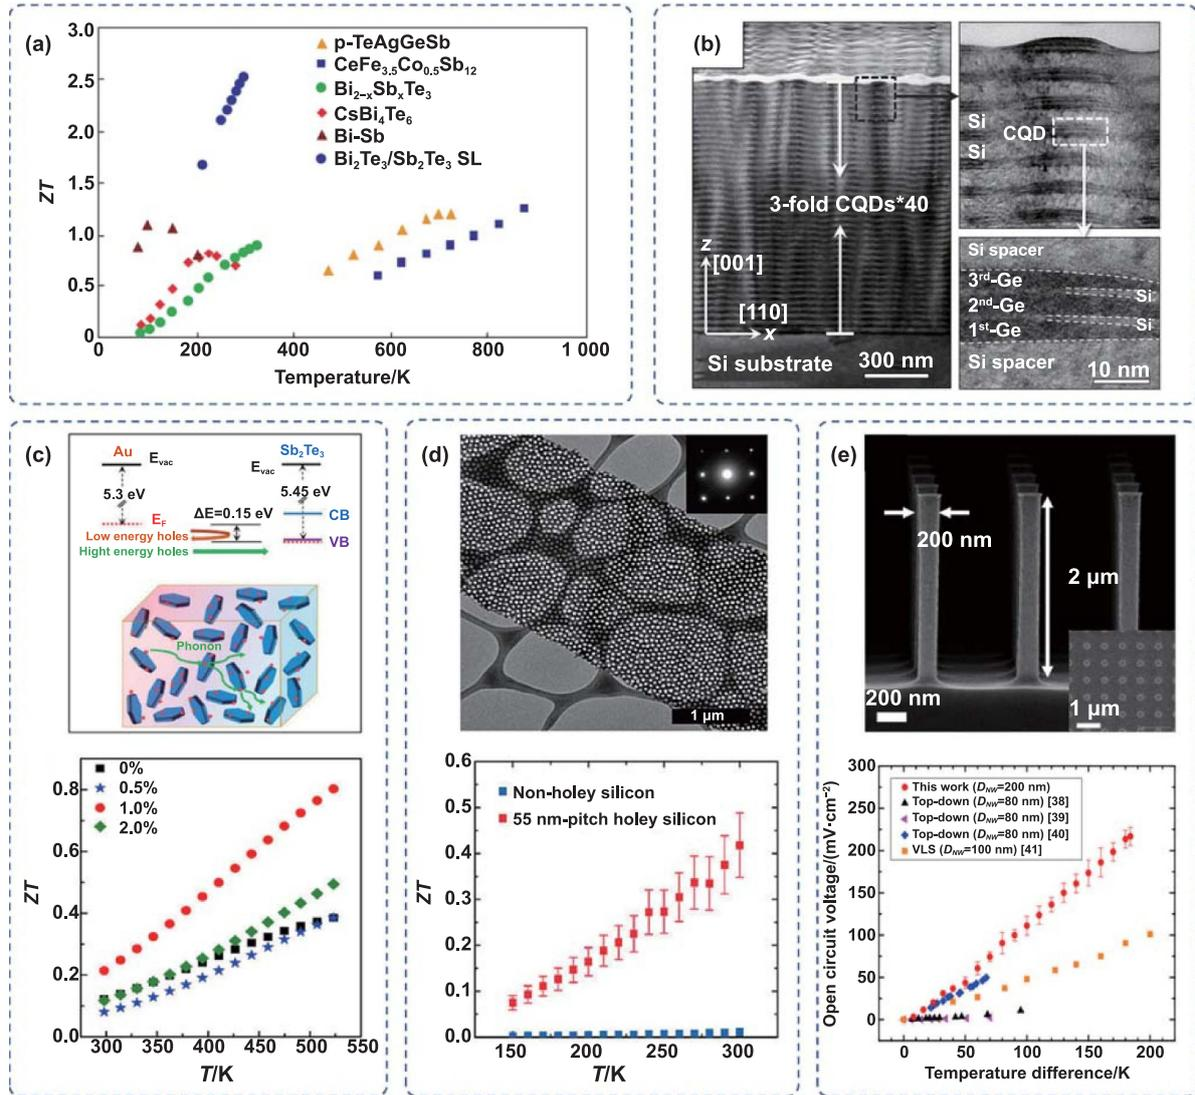 (a)
3.0
2.5
2.0
1.5
1.0
0.5
0
ZT
0
200
400
600
800
1 000
Temperature/K
p-TeAgGeSb
CeFe3.5Co0.5Sb12
Bi2−xSbxTe3
CsBi4Te6
Bi-Sb
Bi2Te3/Sb2Te3 SL
(b)
3-fold CQDs*40
z
[001]
[110]
x
Si substrate
300 nm
Si
CQD
Si
Si spacer
3rd-Ge
Si
2nd-Ge
Si
1st-Ge
Si spacer
10 nm
(c)
Au
Evac
5.3 eV
EF
Low energy holes
Hight energy holes
ΔE=0.15 eV
Sb2Te3
Evac
5.45 eV
CB
VB
Phonon
0%
0.5%
1.0%
2.0%
0.8
0.6
0.4
0.2
0.0
ZT
300
350
400
450
500
550
T/K
(d)
1 μm
0.6
0.5
0.4
0.3
0.2
0.1
0.0
ZT
Non-holey silicon
55 nm-pitch holey silicon
150
200
250
300
T/K
(e)
200 nm
2 μm
200 nm
1 μm
300
250
200
150
100
50
0
Open circuit voltage/(mV·cm−2)
This work (DNW=200 nm)
Top-down (DNW=80 nm) [38]
Top-down (DNW=80 nm) [39]
Top-down (DNW=80 nm) [40]
VLS (DNW=100 nm) [41]
0
50
100
150
200
Temperature difference/K